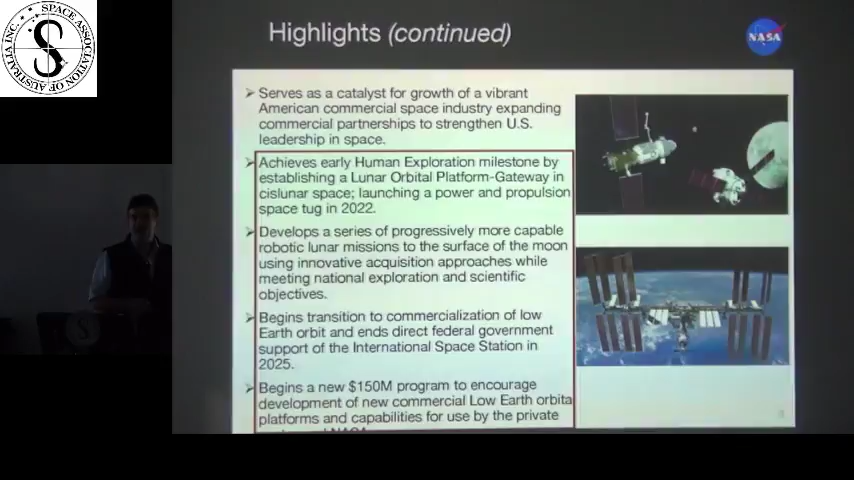 SPACE ASSOCIATION OF AUSTRALIA INC.
S
Highlights (continued)
NASA
➢ Serves as a catalyst for growth of a vibrant
American commercial space industry expanding
commercial partnerships to strengthen U.S.
leadership in space.
➢ Achieves early Human Exploration milestone by
establishing a Lunar Orbital Platform-Gateway in
cislunar space; launching a power and propulsion
space tug in 2022.
➢ Develops a series of progressively more capable
robotic lunar missions to the surface of the moon
using innovative acquisition approaches while
meeting national exploration and scientific
objectives.
➢ Begins transition to commercialization of low
Earth orbit and ends direct federal government
support of the International Space Station in
2025.
➢ Begins a new $150M program to encourage
development of new commercial Low Earth orbita
platforms and capabilities for use by the private